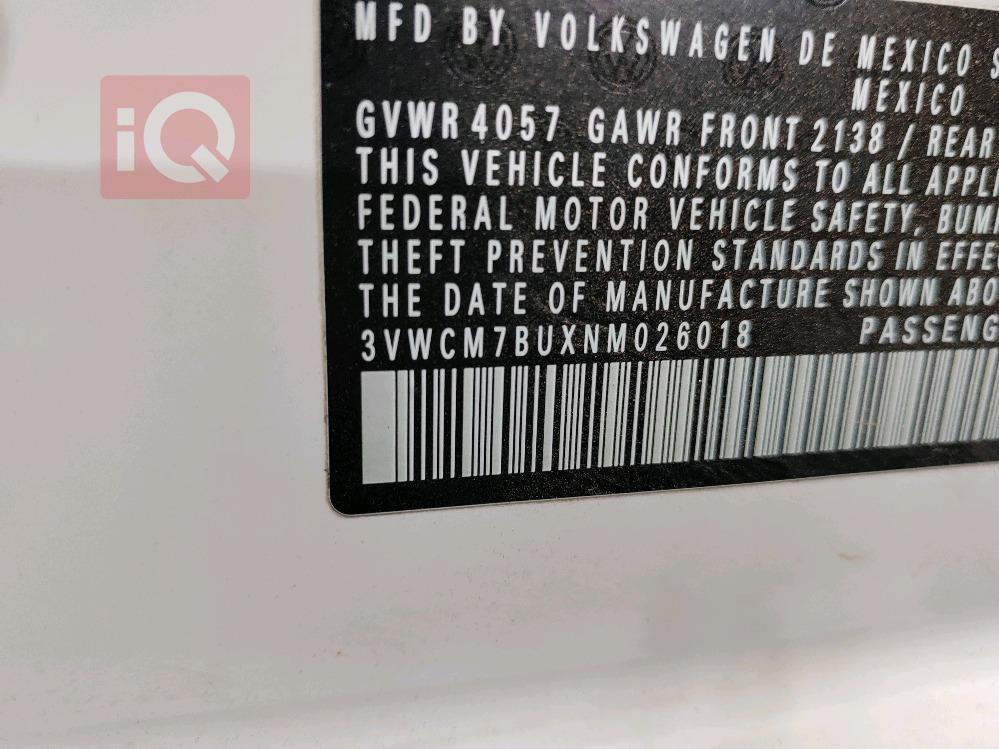 MFD BY VOLKSWAGEN DE MEXICO
MEXICO
iQ
GVWR 4057 GAWR FRONT 2138 / REAR
THIS VEHICLE CONFORMS TO ALL
FEDERAL MOTOR VEHICLE SAFETY,
THEFT PREVENTION STANDARDS IN
THE DATE OF MANUFACTURE SHOWN
3VWCM7BUXNM026018